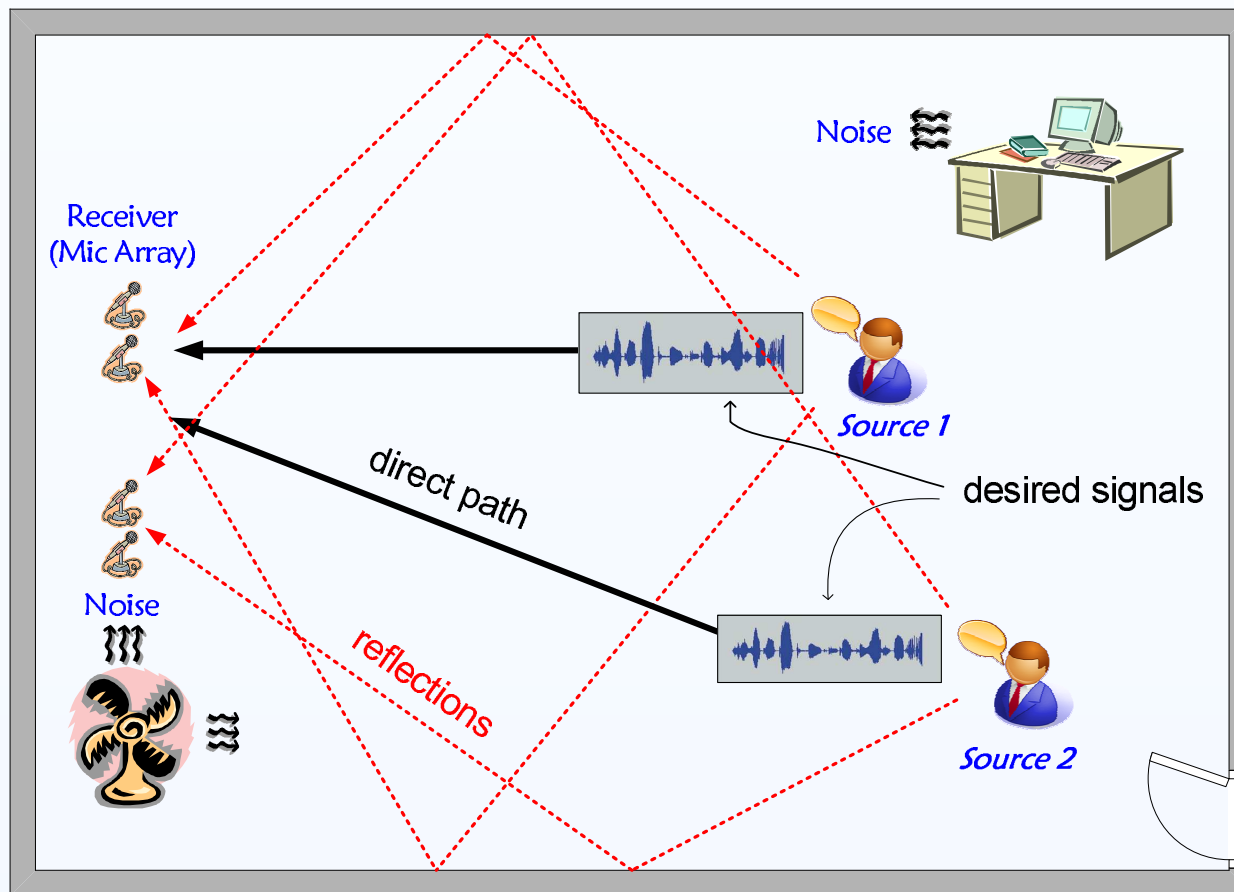 Noise
Receiver
(Mic Array)
Source 1
direct path
desired signals
Noise
reflections
Source 2